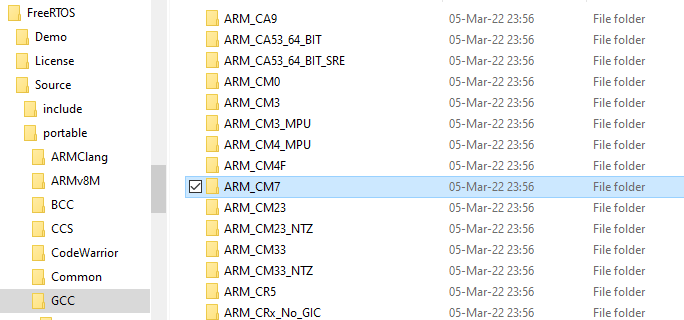 FreeRTOS
Demo
License
Source
include
portable
ARMClang
ARMv8M
BCC
CCS
CodeWarrior
Common
GCC
ARM_CA9 05-Mar-22 23:56 File folder
ARM_CA53_64_BIT 05-Mar-22 23:56 File folder
ARM_CA53_64_BIT_SRE 05-Mar-22 23:56 File folder
ARM_CM0 05-Mar-22 23:56 File folder
ARM_CM3 05-Mar-22 23:56 File folder
ARM_CM3_MPU 05-Mar-22 23:56 File folder
ARM_CM4_MPU 05-Mar-22 23:56 File folder
ARM_CM4F 05-Mar-22 23:56 File folder
ARM_CM7 05-Mar-22 23:56 File folder
ARM_CM23 05-Mar-22 23:56 File folder
ARM_CM23_NTZ 05-Mar-22 23:56 File folder
ARM_CM33 05-Mar-22 23:56 File folder
ARM_CM33_NTZ 05-Mar-22 23:56 File folder
ARM_CR5 05-Mar-22 23:56 File folder
ARM_CRx_No_GIC 05-Mar-22 23:56 File folder